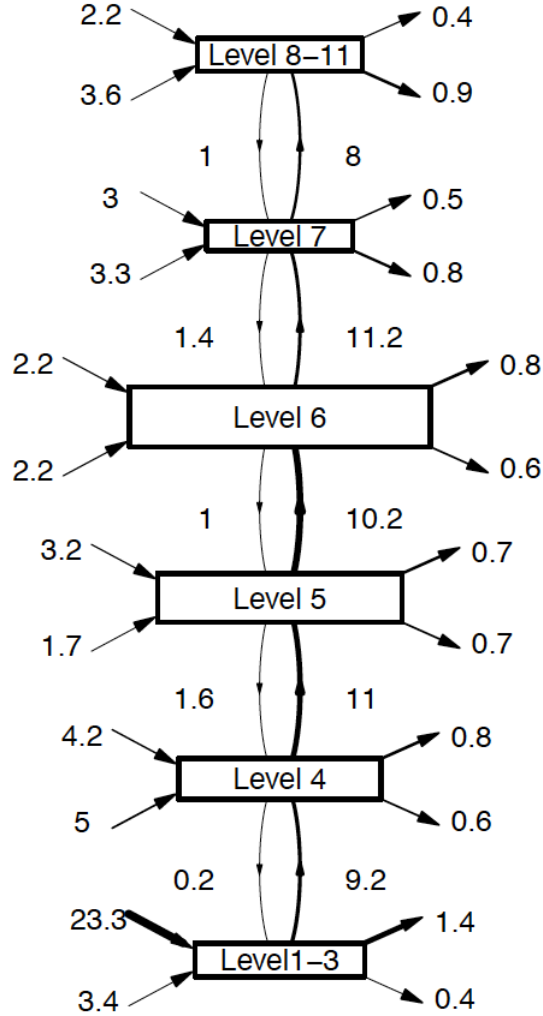 2.2 0.4
Level 8−11
3.6 0.9
1 8
3 0.5
Level 7
3.3 0.8
1.4 11.2
2.2 0.8
Level 6
2.2 0.6
1 10.2
3.2 0.7
Level 5
1.7 0.7
1.6 11
4.2 0.8
Level 4
5 0.6
0.2 9.2
23.3 1.4
Level1−3
3.4 0.4